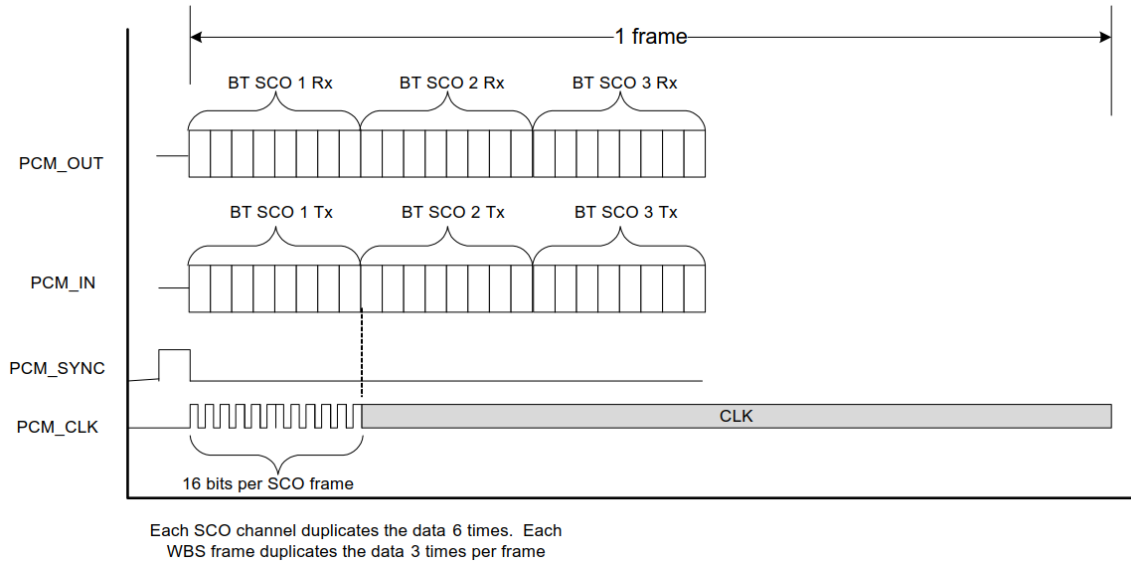 1 frame
BT SCO 1 Rx
BT SCO 2 Rx
BT SCO 3 Rx
PCM_OUT
BT SCO 1 Tx
BT SCO 2 Tx
BT SCO 3 Tx
PCM_IN
PCM_SYNC
PCM_CLK
CLK
16 bits per SCO frame
Each SCO channel duplicates the data 6 times. Each
WBS frame duplicates the data 3 times per frame